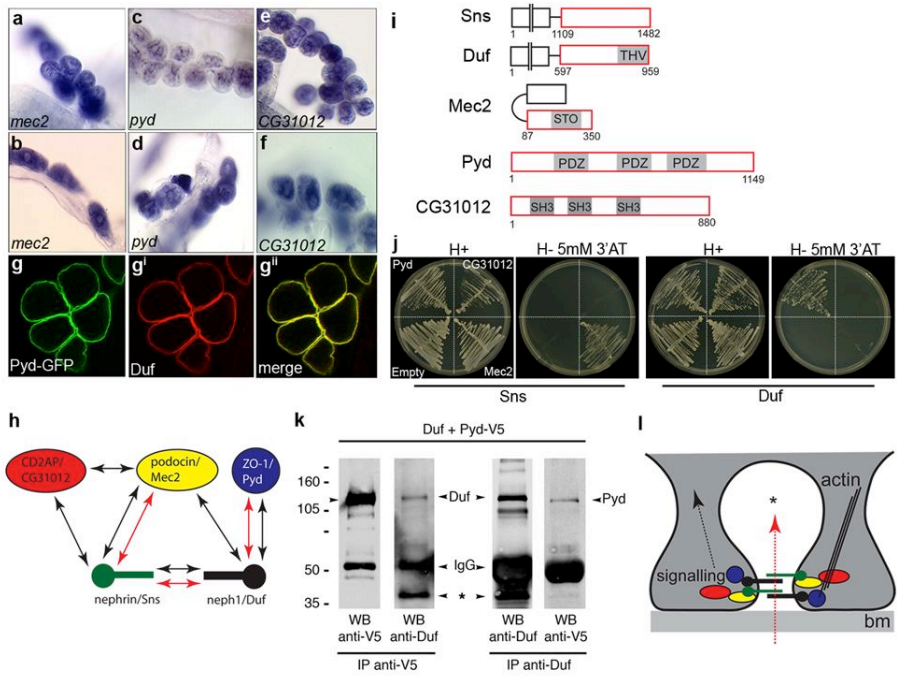 a
mec2
c
pyd
e
CG31012
b
mec2
d
pyd
f
CG31012
g
Pyd-GFP
gⁱ
Duf
gⁱⁱ
merge
h
CD2AP/
CG31012
podocin/
Mec2
ZO-1/
Pyd
nephrin/Sns
neph1/Duf
i
Sns
1
1109
1482
Duf
THV
1
597
959
Mec2
STO
87
350
Pyd
PDZ PDZ PDZ
1
1149
CG31012
SH3 SH3 SH3
1
880
j
H+
H- 5mM 3'AT
H+
H- 5mM 3'AT
Pyd
CG31012
Empty
Mec2
Sns
Duf
k
Duf + Pyd-V5
160
105
50
35
Duf
IgG
*
Pyd
WB
anti-V5
WB
anti-Duf
WB
anti-Duf
WB
anti-V5
IP anti-V5
IP anti-Duf
l
*
actin
signalling
bm